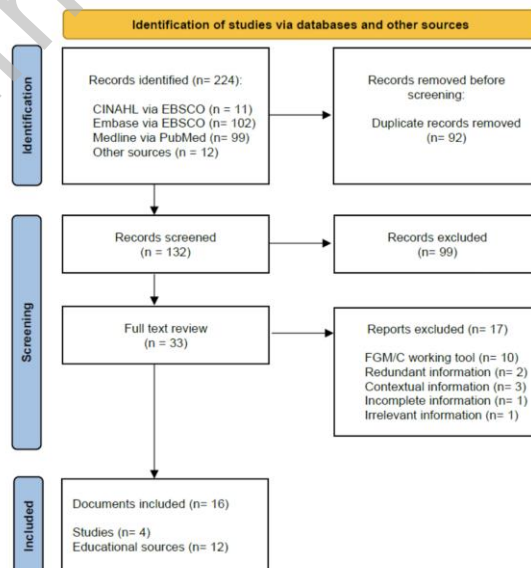 Identification of studies via databases and other sources
Identification
Records identified (n= 224):
CINAHL via EBSCO (n = 11)
Embase via EBSCO (n= 102)
Medline via PubMed (n= 99)
Other sources (n = 12)
Records removed before
screening:
Duplicate records removed
(n= 92)
Screening
Records screened
(n = 132)
Records excluded
(n= 99)
Full text review
(n = 33)
Reports excluded (n= 17)
FGM/C working tool (n= 10)
Redundant information (n= 2)
Contextual information (n= 3)
Incomplete information (n= 1)
Irrelevant information (n= 1)
Included
Documents included (n= 16)
Studies (n= 4)
Educational sources (n= 12)